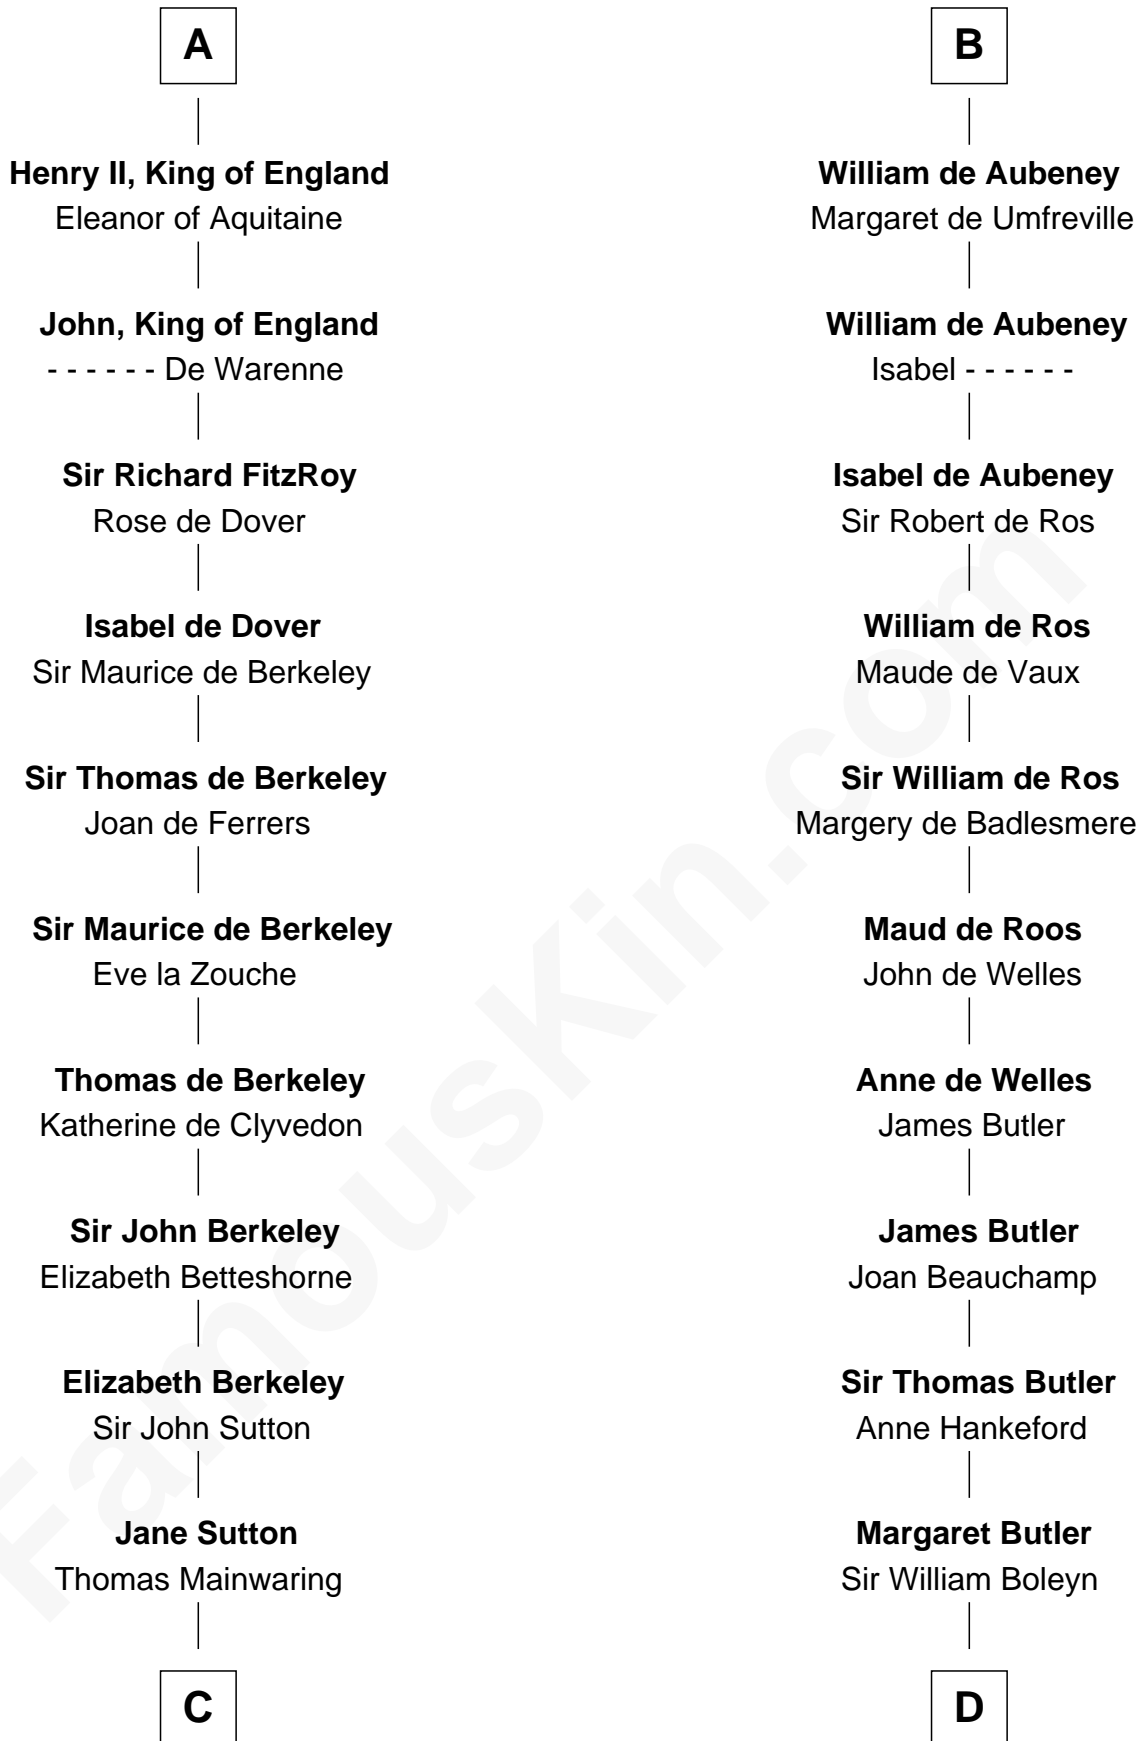 A
Henry II, King of England
Eleanor of Aquitaine
John, King of England
- - - - - - De Warenne
Sir Richard FitzRoy
Rose de Dover
Isabel de Dover
Sir Maurice de Berkeley
Sir Thomas de Berkeley
Joan de Ferrers
Sir Maurice de Berkeley
Eve la Zouche
Thomas de Berkeley
Katherine de Clyvedon
Sir John Berkeley
Elizabeth Betteshorne
Elizabeth Berkeley
Sir John Sutton
Jane Sutton
Thomas Mainwaring
C
B
William de Aubeney
Margaret de Umfreville
William de Aubeney
Isabel - - - - - -
Isabel de Aubeney
Sir Robert de Ros
William de Ros
Maude de Vaux
Sir William de Ros
Margery de Badlesmere
Maud de Roos
John de Welles
Anne de Welles
James Butler
James Butler
Joan Beauchamp
Sir Thomas Butler
Anne Hankeford
Margaret Butler
Sir William Boleyn
D
FamousKin.com